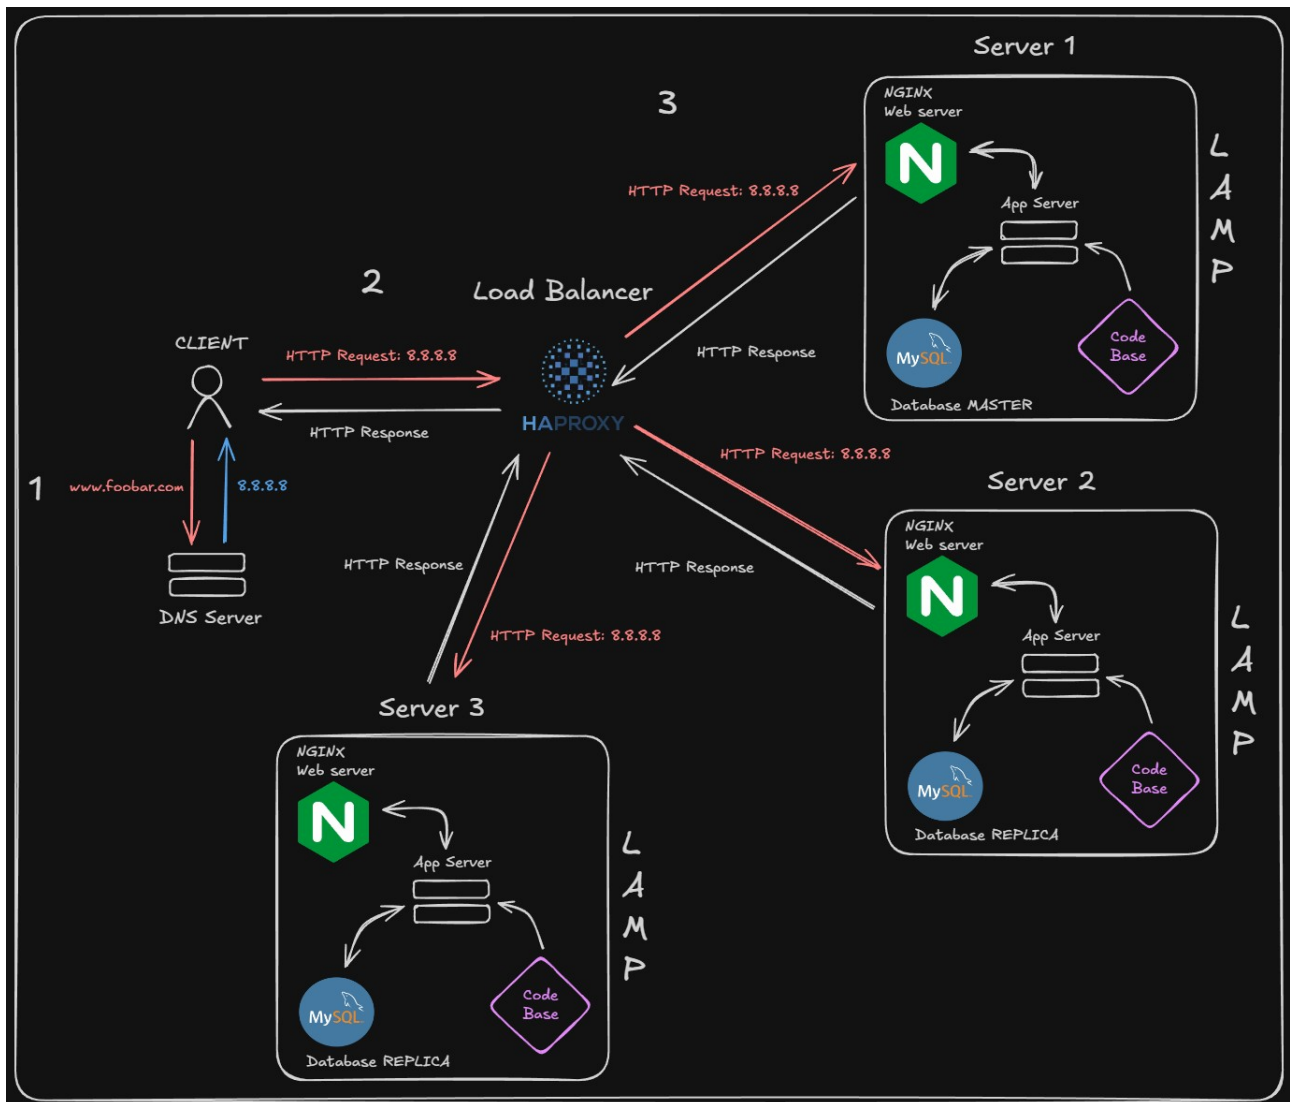 Server 1
NGINX
Web server
N
App Server
MySQL
Code
Base
Database MASTER
L
A
M
P
3
HTTP Request: 8.8.8.8
HTTP Response
2
Load Balancer
HAPROXY
CLIENT
HTTP Request: 8.8.8.8
HTTP Response
1
www.foobar.com
8.8.8.8
DNS Server
HTTP Request: 8.8.8.8
HTTP Response
Server 2
NGINX
Web server
N
App Server
MySQL
Code
Base
Database REPLICA
L
A
M
P
HTTP Response
HTTP Request: 8.8.8.8
Server 3
NGINX
Web server
N
App Server
MySQL
Code
Base
Database REPLICA
L
A
M
P